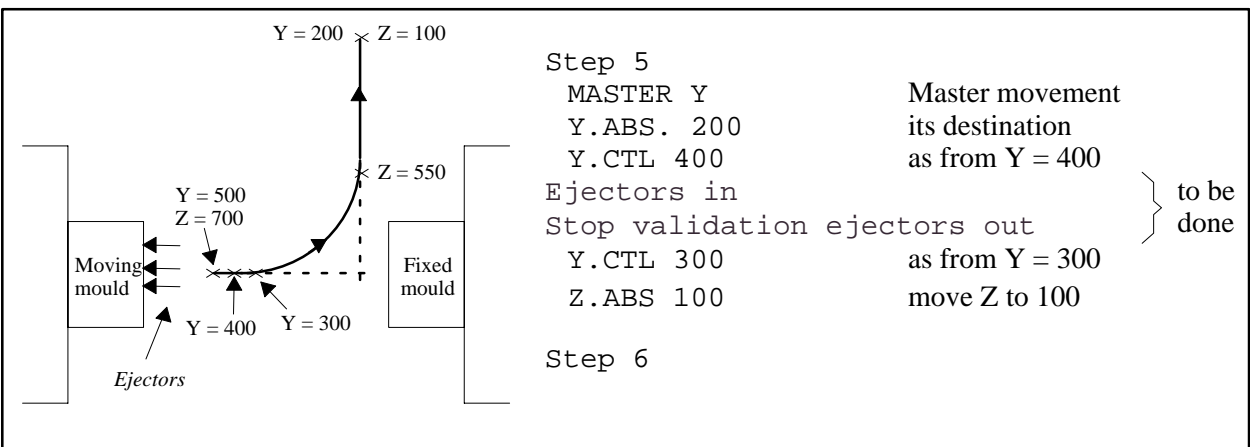 Y = 200 Z = 100
Z = 550
Y = 500
Z = 700
Moving
mould
Fixed
mould
Y = 400
Y = 300
Ejectors
Step 5
MASTER Y Master movement
Y.ABS. 200 its destination
Y.CTL 400 as from Y = 400
Ejectors in
Stop validation ejectors out
to be
done
Y.CTL 300 as from Y = 300
Z.ABS 100 move Z to 100
Step 6